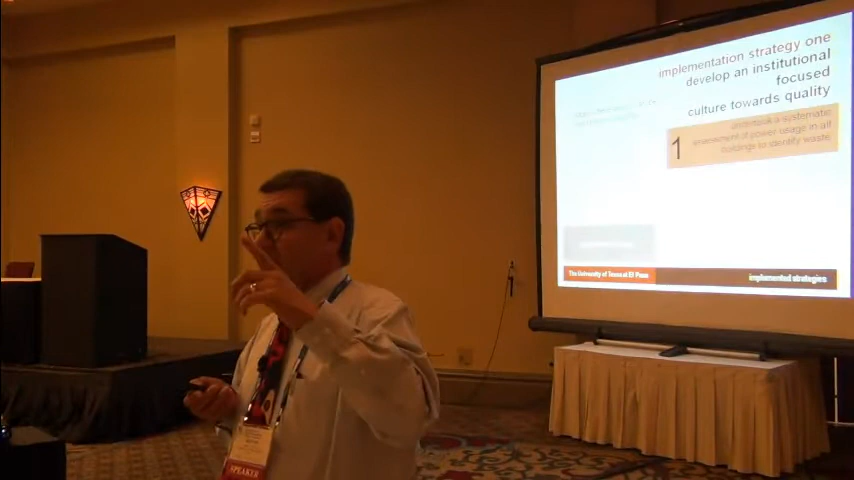 implementation strategy one
develop an institutional
focused
culture towards quality
1
undertake a systematic
assessment of power usage in all
buildings to identify waste
The University of Texas at El Paso
implemented strategies
SPEAKER